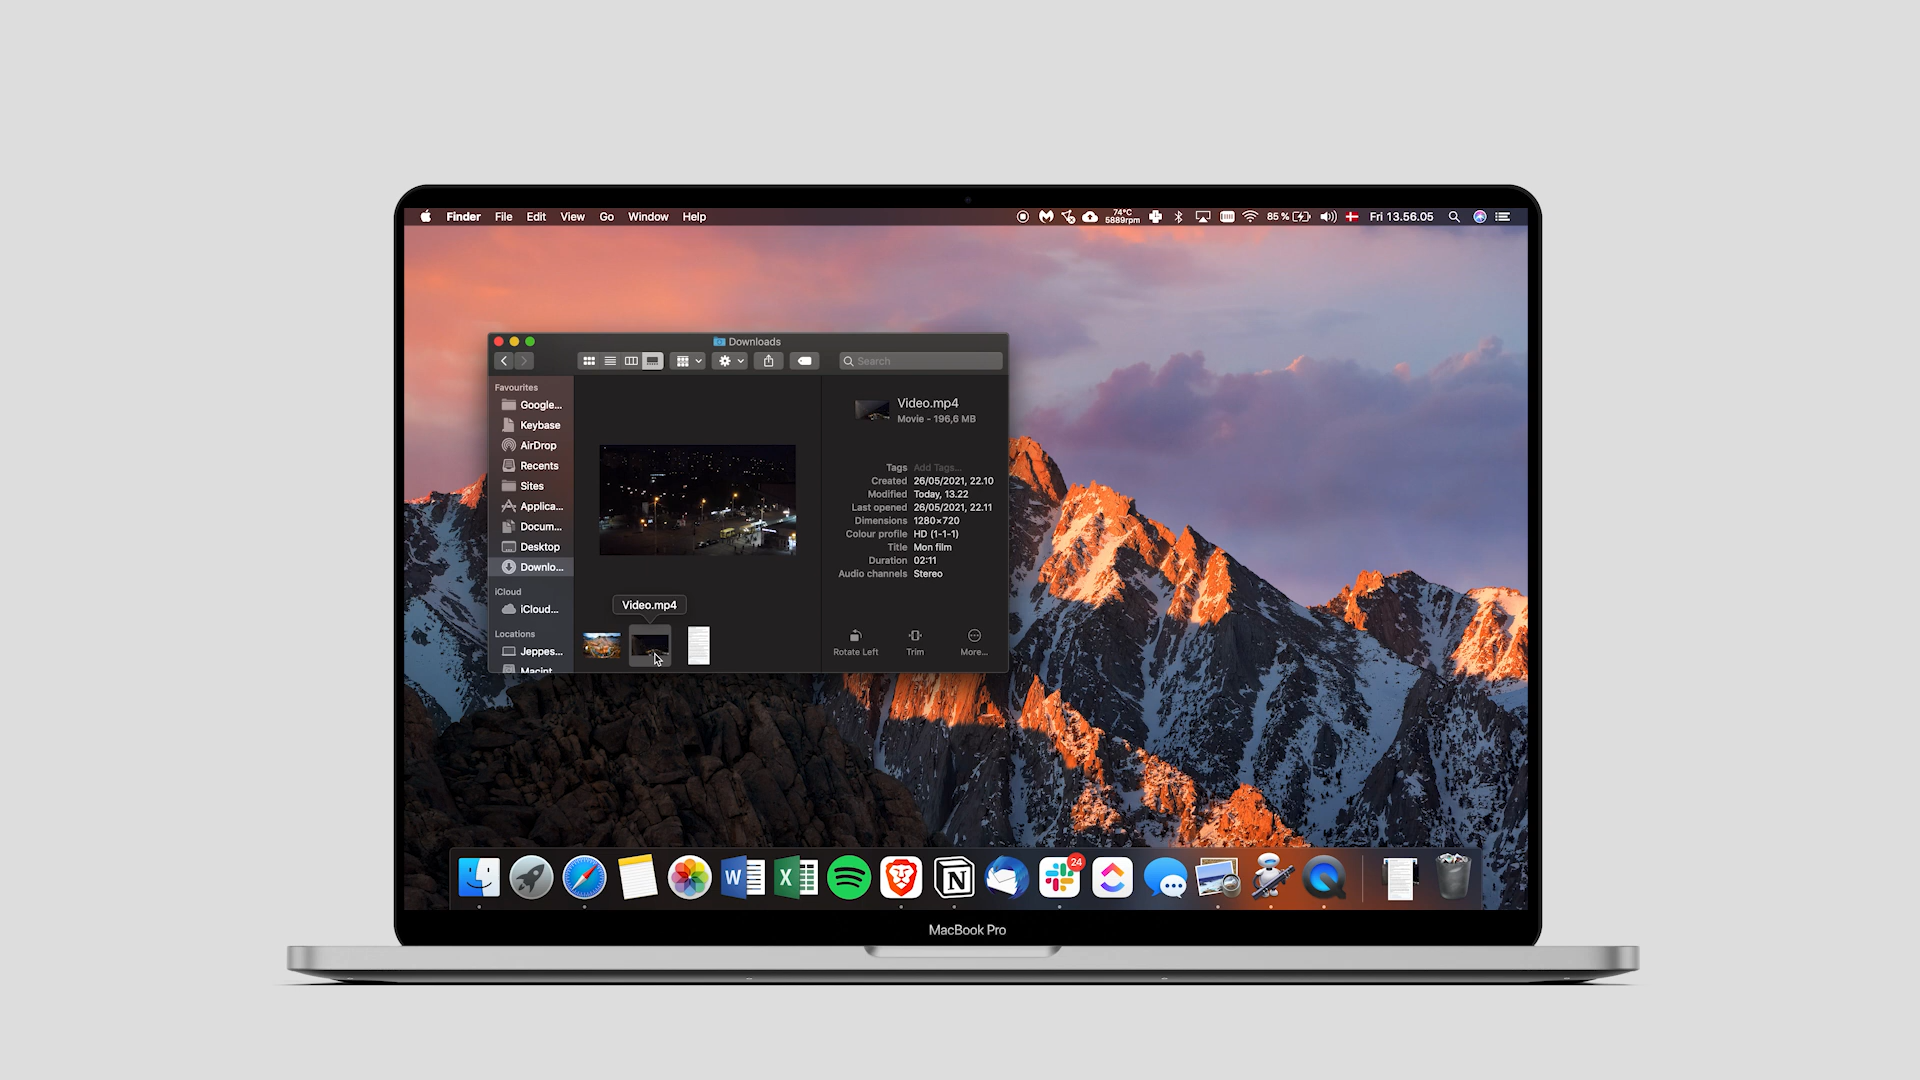 Finder File Edit View Go Window Help
74°C
5889rpm
85 %
Fri 13.56.05
Downloads
Search
Favourites
Google...
Keybase
AirDrop
Recents
Sites
Applica...
Docum...
Desktop
Downlo...
iCloud
iCloud...
Locations
Jeppes...
Macint
Video.mp4
Video.mp4
Movie - 196,6 MB
Tags Add Tags...
Created 26/05/2021, 22.10
Modified Today, 13.22
Last opened 26/05/2021, 22.11
Dimensions 1280×720
Colour profile HD (1-1-1)
Title Mon film
Duration 02:11
Audio channels Stereo
Rotate Left Trim More...
W X N 24
MacBook Pro